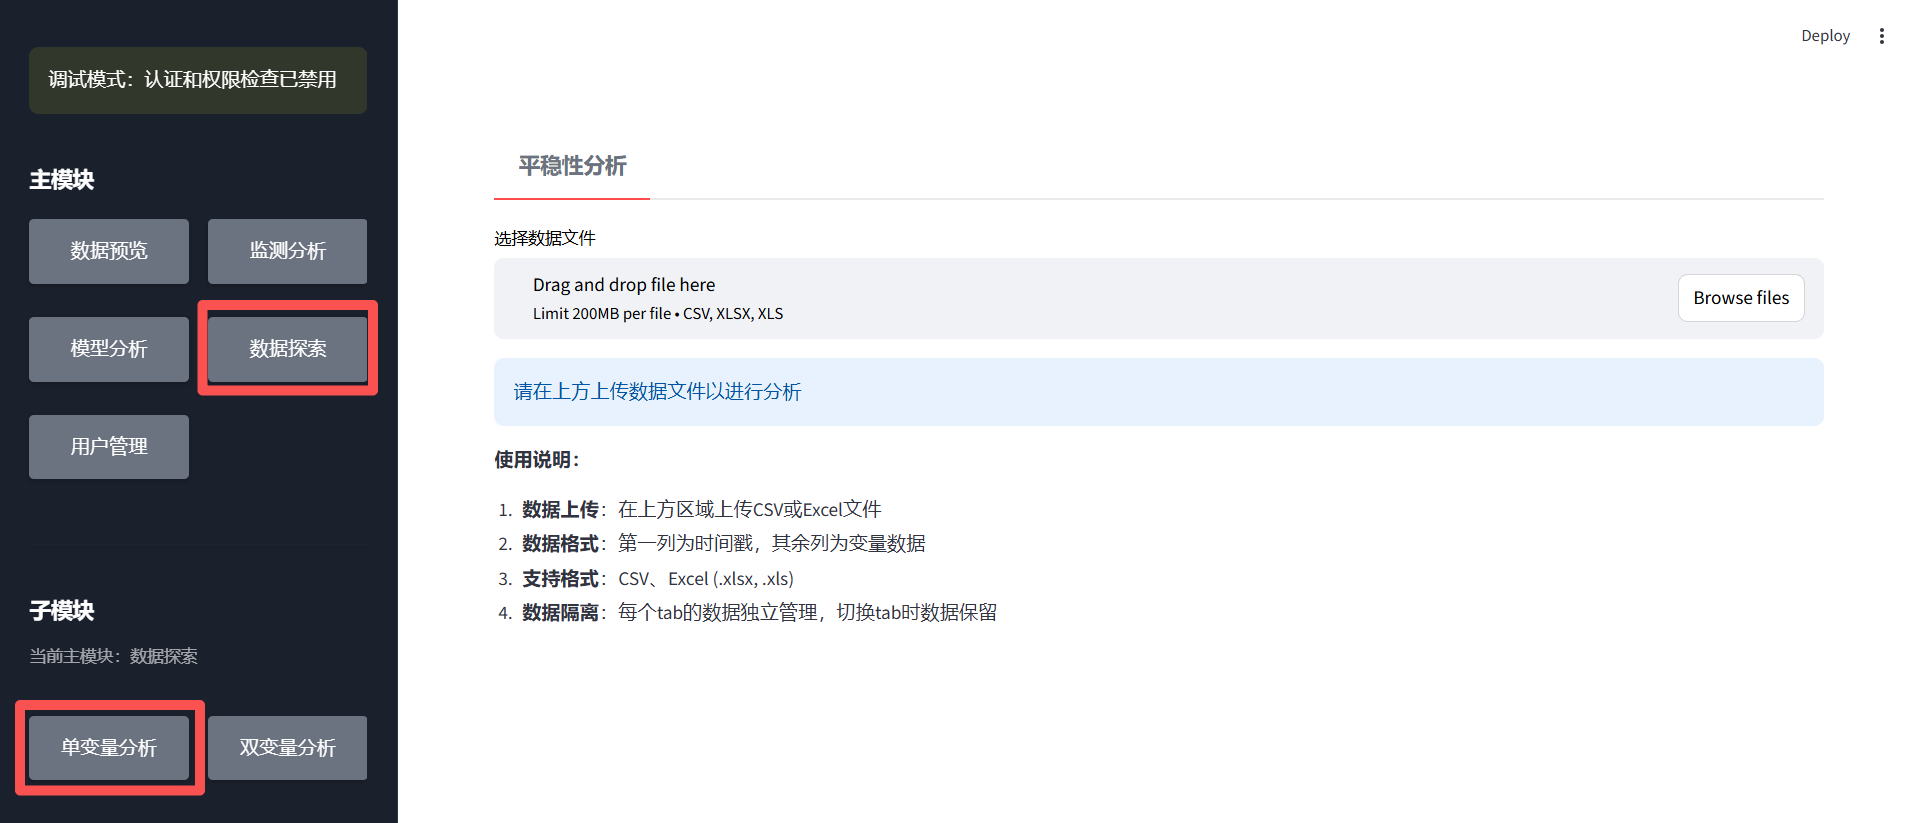 调试模式：认证和权限检查已禁用
主模块
数据预览
监测分析
模型分析
数据探索
用户管理
子模块
当前主模块：数据探索
单变量分析
双变量分析
Deploy
平稳性分析
选择数据文件
Drag and drop file here
Limit 200MB per file • CSV, XLSX, XLS
Browse files
请在上方上传数据文件以进行分析
使用说明：
1. 数据上传：在上方区域上传CSV或Excel文件
2. 数据格式：第一列为时间戳，其余列为变量数据
3. 支持格式：CSV、Excel (.xlsx, .xls)
4. 数据隔离：每个tab的数据独立管理，切换tab时数据保留